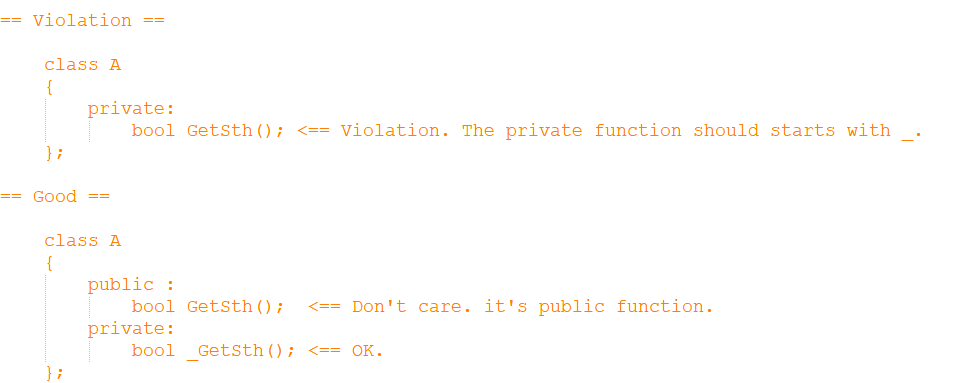 == Violation ==
class A
{
private:
bool GetSth(); <== Violation. The private function should starts with _.
};
== Good ==
class A
{
public :
bool GetSth();  <== Don't care. it's public function.
private:
bool _GetSth(); <== OK.
};